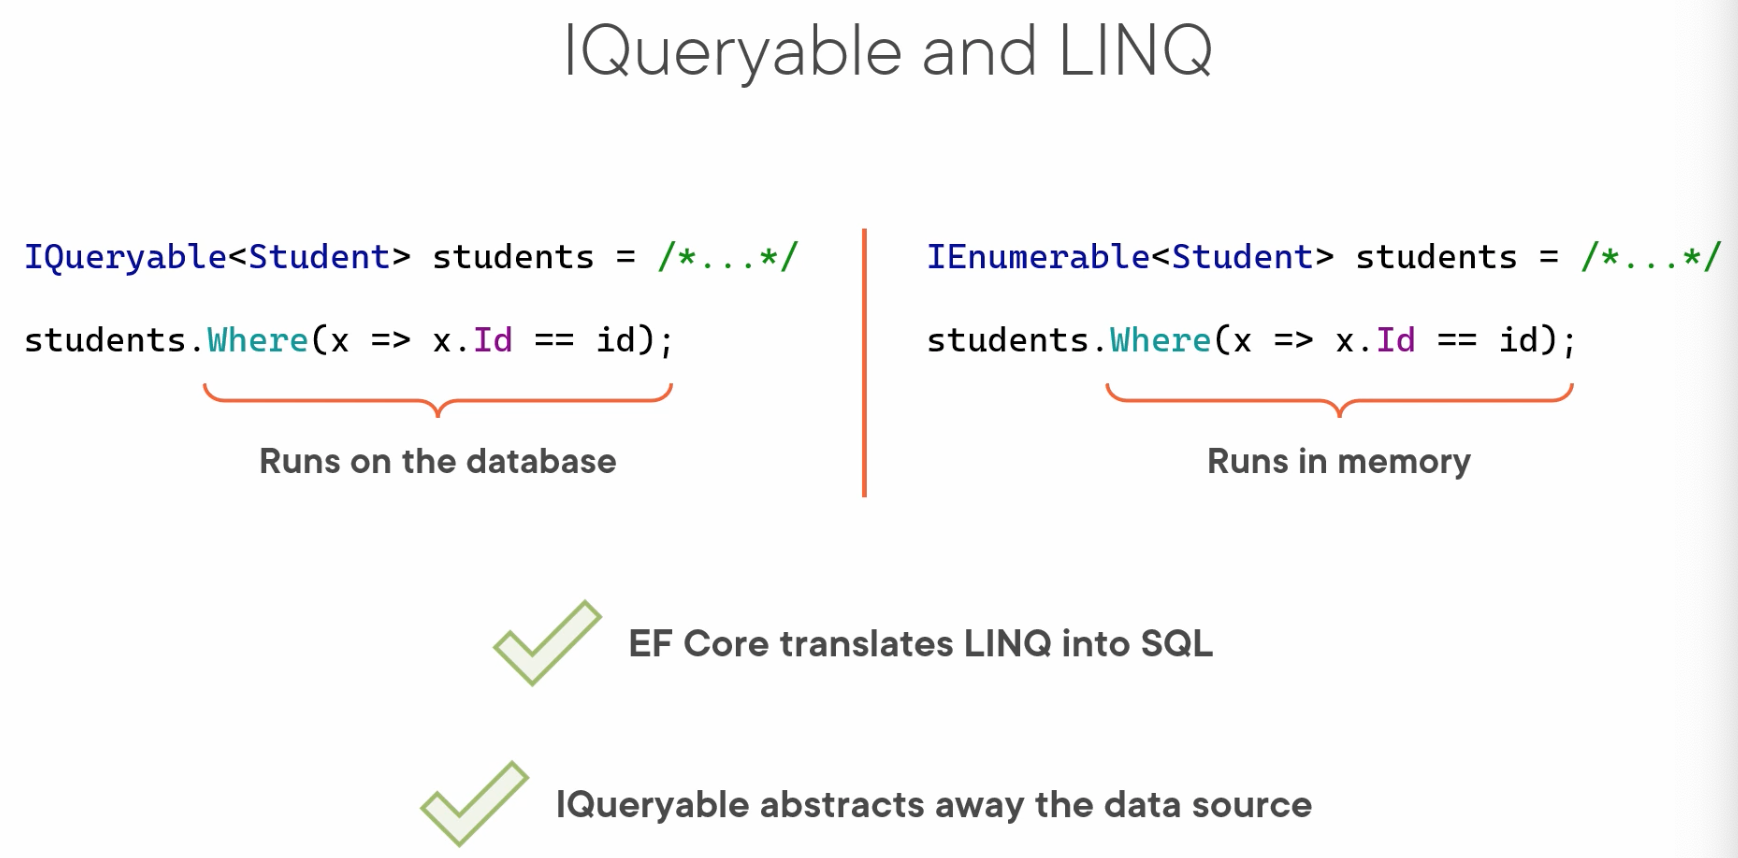 IQueryable and LINQ
IQueryable<Student> students = /*...*/
students.Where(x => x.Id == id);
Runs on the database
IEnumerable<Student> students = /*...*/
students.Where(x => x.Id == id);
Runs in memory
EF Core translates LINQ into SQL
IQueryable abstracts away the data source